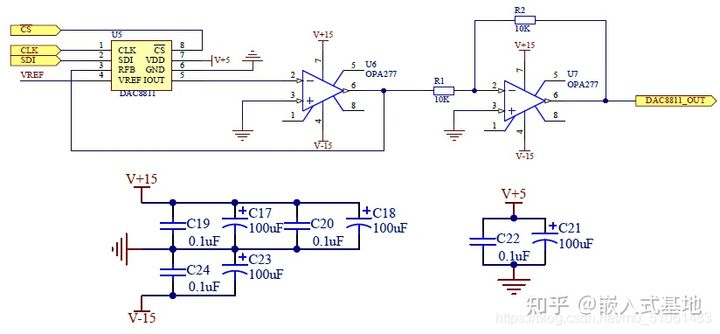 CS
CLK
SDI
VREF
U5
1 CLK CS 8
2 SDI VDD 7
3 RFB GND 6
4 VREF IOUT 5
DAC8811
V+5
V+15
7
U6
OPA277
2
3
1
4
5
6
8
V-15
R1
10K
R2
10K
V+15
7
U7
OPA277
2
3
1
4
5
6
8
V-15
DAC8811_OUT
V+15
C19
0.1uF
C17
100uF
C20
0.1uF
C18
100uF
C24
0.1uF
C23
100uF
V-15
V+5
C22
0.1uF
C21
100uF
知乎 @嵌入式基地
https://blog.csdn.net/m0_51061483